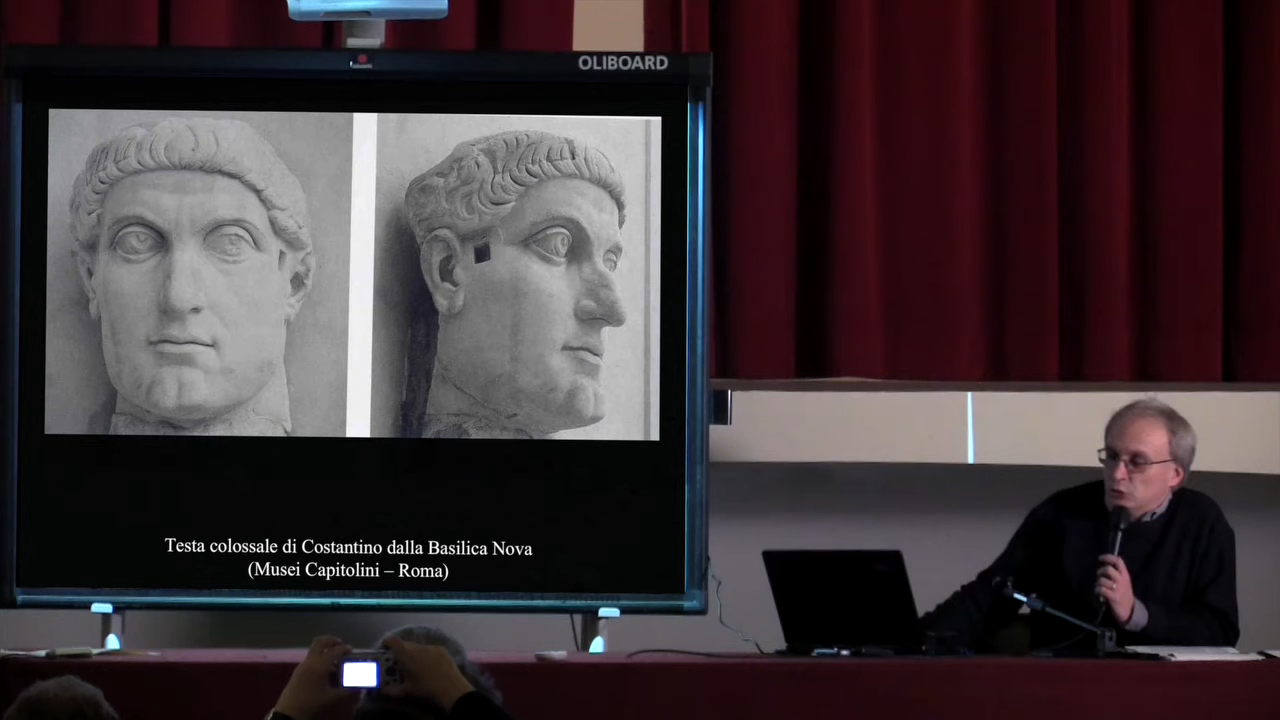 OLIBOARD
Testa colossale di Costantino dalla Basilica Nova
(Musei Capitolini – Roma)